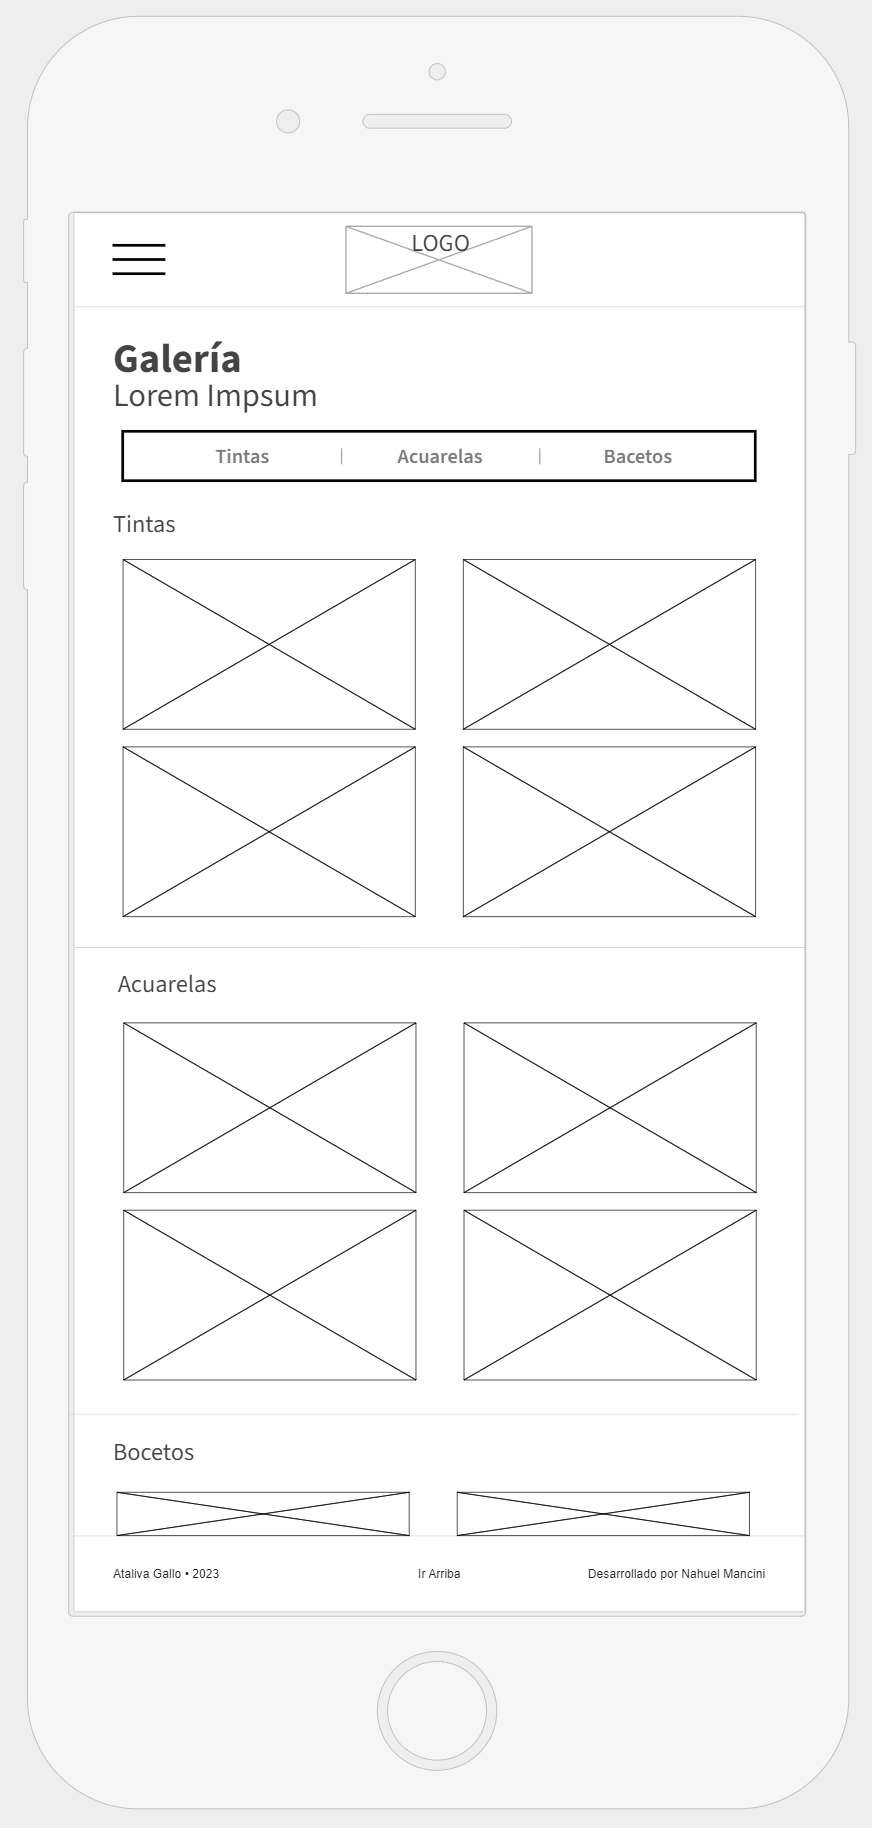 LOGO
Galería
Lorem Impsum
Tintas | Acuarelas | Bacetos
Tintas
Acuarelas
Bocetos
Ataliva Gallo • 2023 Ir Arriba Desarrollado por Nahuel Mancini